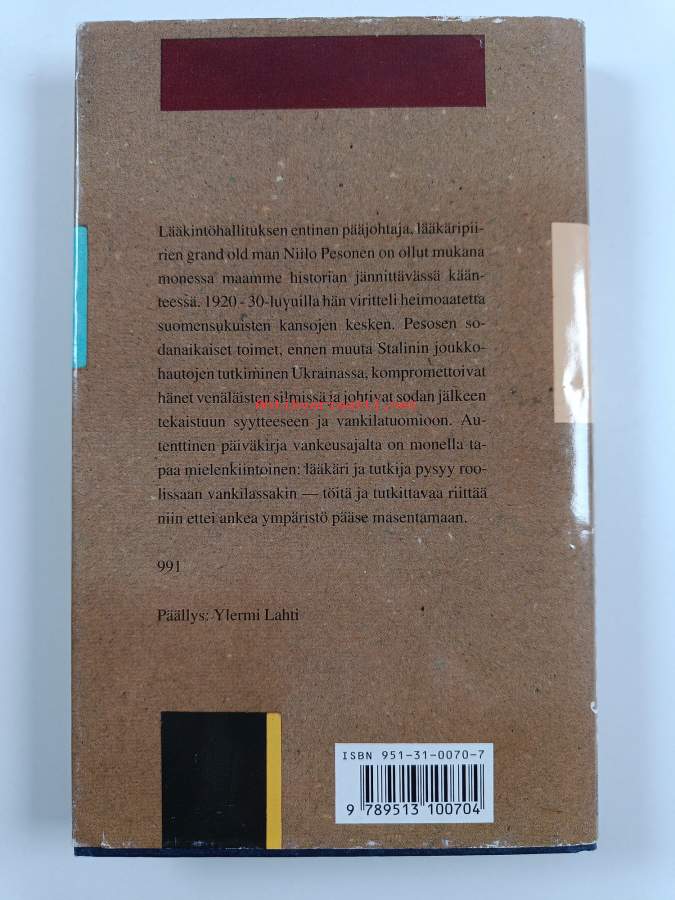 Lääkintöhallituksen entinen pääjohtaja, lääkäripii-
rien grand old man Niilo Pesonen on ollut mukana
monessa maamme historian jännittävässä kään-
teessä. 1920 - 30-luvuilla hän viritteli heimoaatetta
suomensukuisten kansojen kesken. Pesosen so-
danaikaiset toimet, ennen muuta Stalinin joukko-
hautojen tutkiminen Ukrainassa, kompromettoivat
hänet venäläisten silmissä ja johtivat sodan jälkeen
tekaistuun syytteeseen ja vankilatuomioon. Au-
tenttinen päiväkirja vankeusajalta on monella ta-
paa mielenkiintoinen: lääkäri ja tutkija pysyy roo-
lissaan vankilassakin — töitä ja tutkittavaa riittää
niin ettei ankea ympäristö pääse masentamaan.
991
Päällys: Ylermi Lahti
ISBN 951-31-0070-7
9 789513 100704